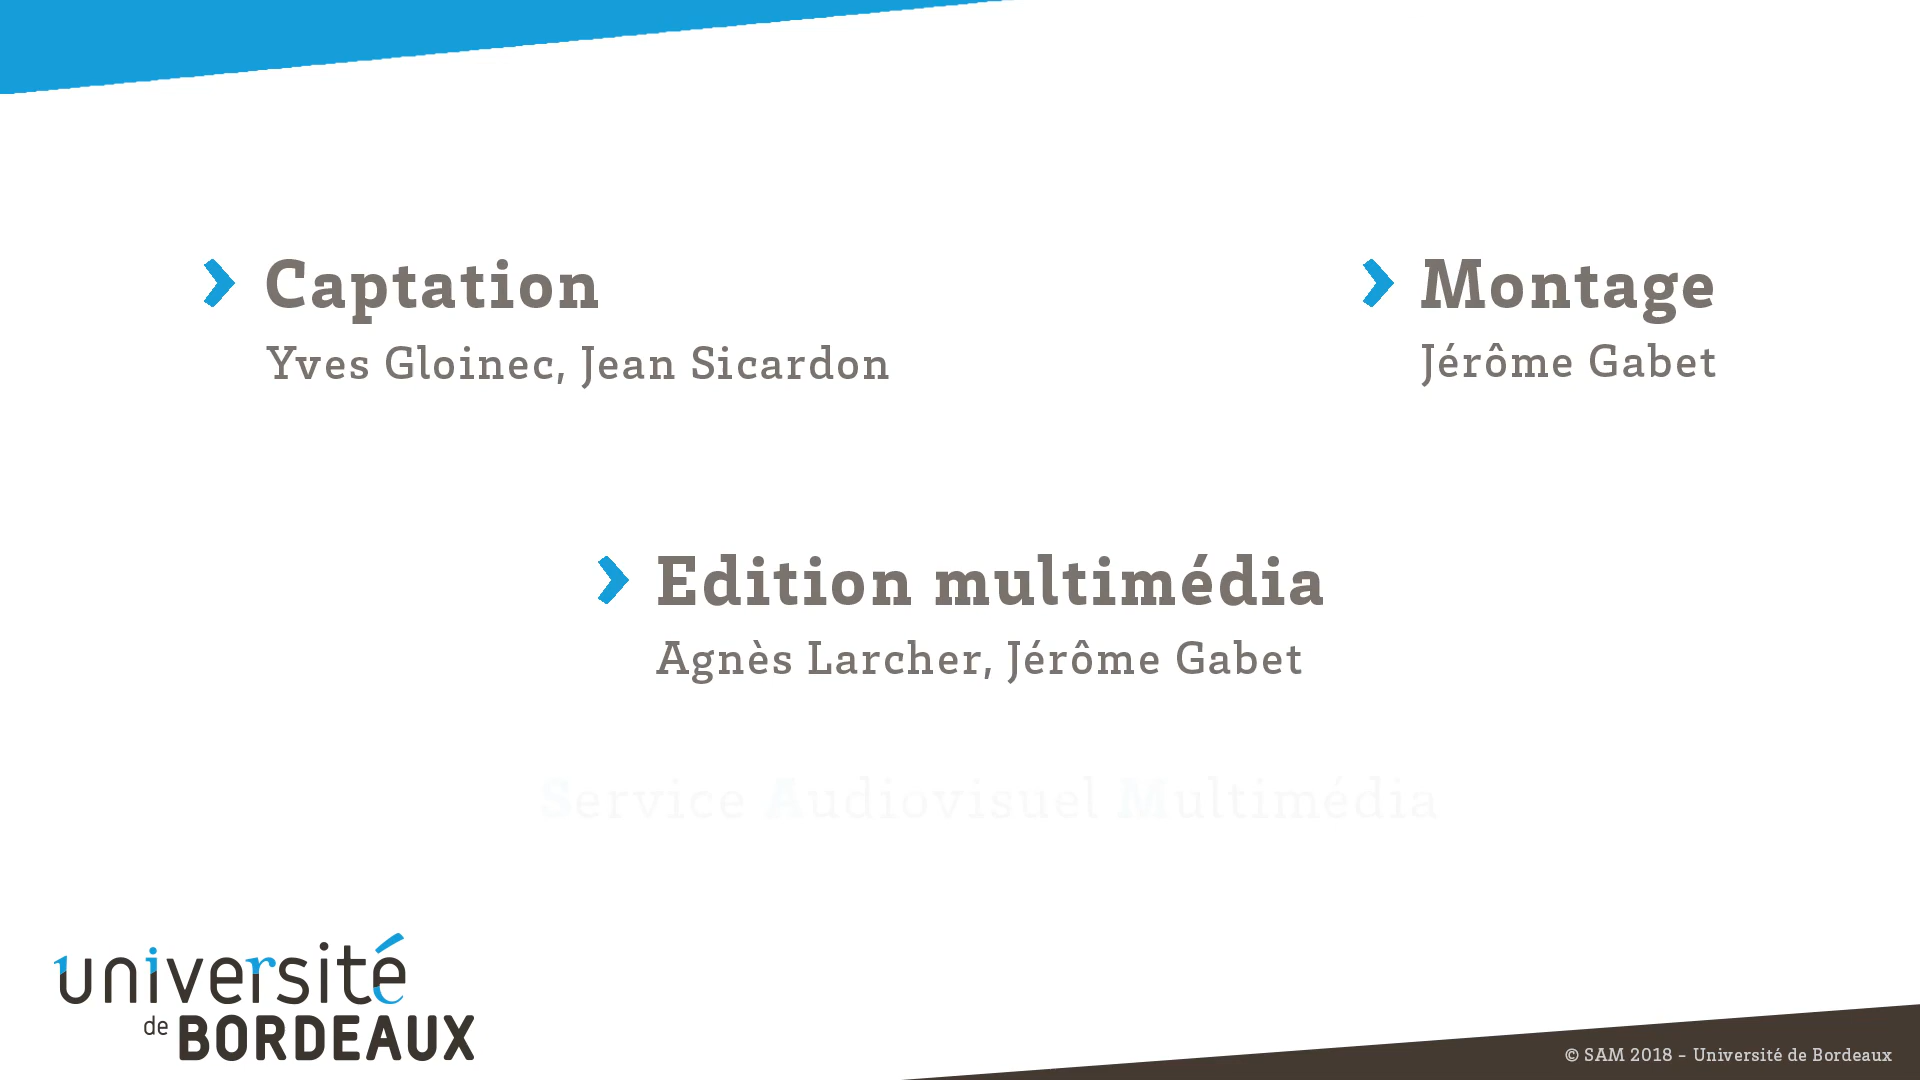 Captation
Yves Gloinec, Jean Sicardon
Montage
Jérôme Gabet
Edition multimédia
Agnès Larcher, Jérôme Gabet
Service Audiovisuel Multimédia
université
de BORDEAUX
© SAM 2018 - Université de Bordeaux